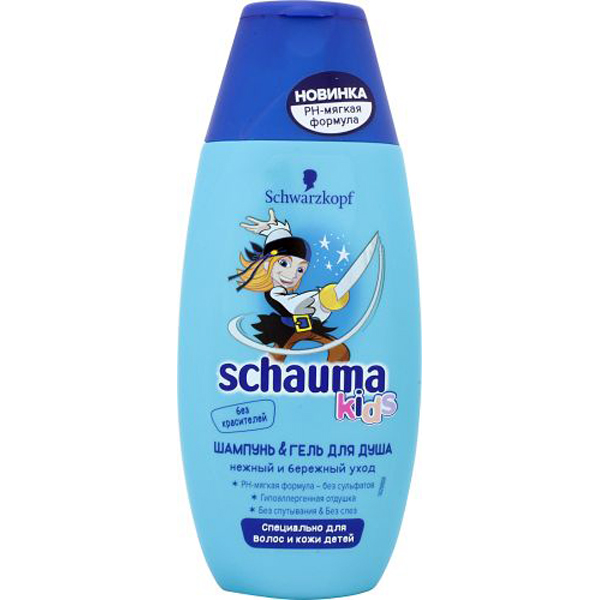 НОВИНКА
PH-мягкая
формула
Schwarzkopf
schauma
kids
без
красителей
ШАМПУНЬ & ГЕЛЬ ДЛЯ ДУША
нежный и бережный уход
• PH-мягкая формула – без сульфатов
• Гипоаллергенная отдушка
• Без спутывания & Без слез
Специально для
волос и кожи детей